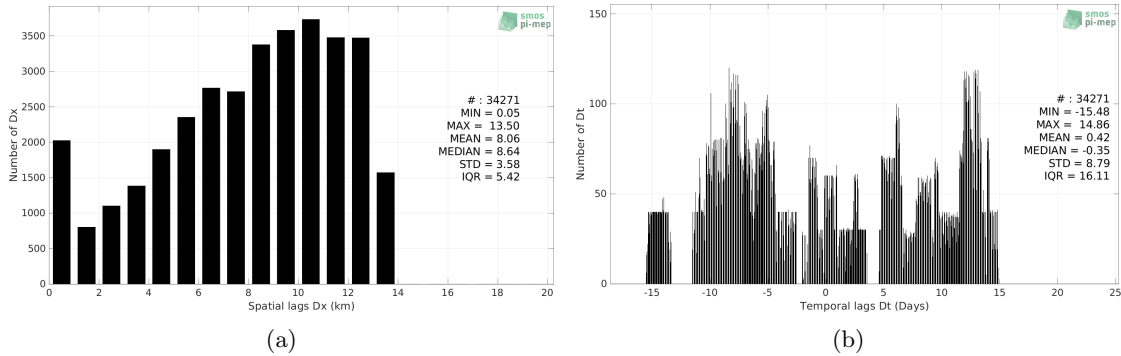 smos
pi-mep
Number of Dx
3500
3000
2500
2000
1500
1000
500
0
# : 34271
MIN = 0.05
MAX = 13.50
MEAN = 8.06
MEDIAN = 8.64
STD = 3.58
IQR = 5.42
0 2 4 6 8 10 12 14 16 18 20
Spatial lags Dx (km)
(a)
smos
pi-mep
Number of Dt
150
100
50
0
# : 34271
MIN = -15.48
MAX = 14.86
MEAN = 0.42
MEDIAN = -0.35
STD = 8.79
IQR = 16.11
-15 -10 -5 0 5 10 15 20 25
Temporal lags Dt (Days)
(b)